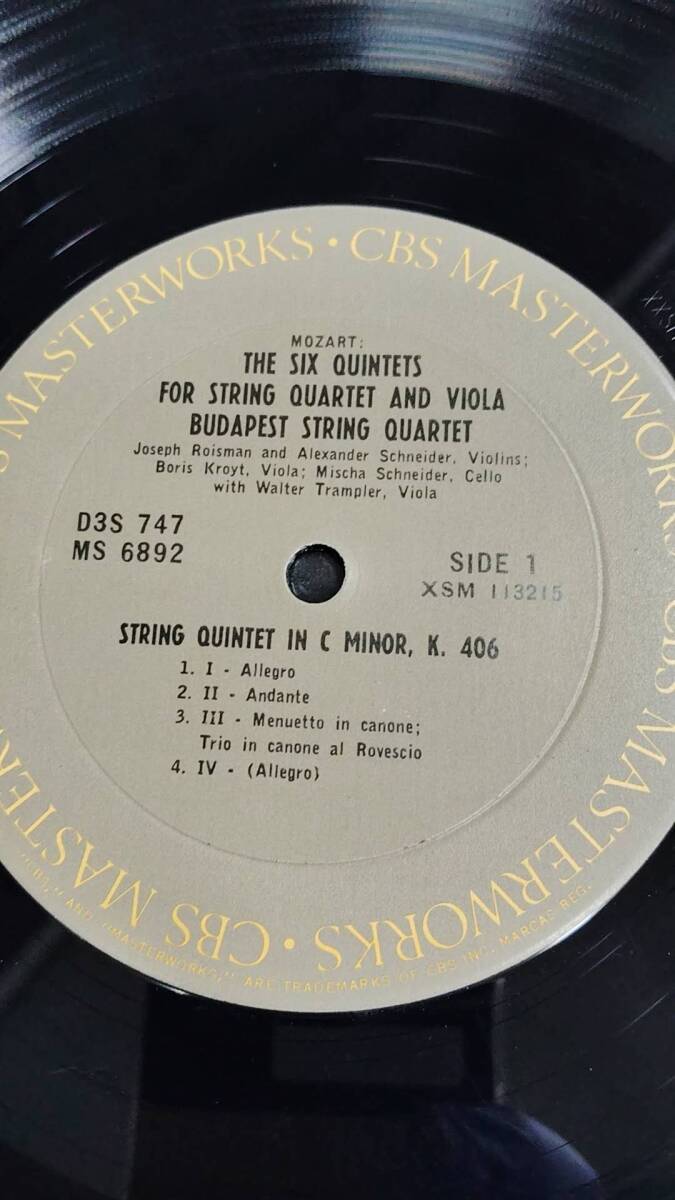 CBS MASTERWORKS · CBS MASTERWORKS · CBS MASTERWORKS
MOZART:
THE SIX QUINTETS
FOR STRING QUARTET AND VIOLA
BUDAPEST STRING QUARTET
Joseph Roisman and Alexander Schneider, Violins;
Boris Kroyt, Viola; Mischa Schneider, Cello
with Walter Trampler, Viola
D3S 747
MS 6892
SIDE 1
XSM 113215
STRING QUINTET IN C MINOR, K. 406
1. I - Allegro
2. II - Andante
3. III - Menuetto in canone;
Trio in canone al Rovescio
4. IV - (Allegro)
"CBS," AND "MASTERWORKS," ARE TRADEMARKS OF CBS INC. MARCAS REG.